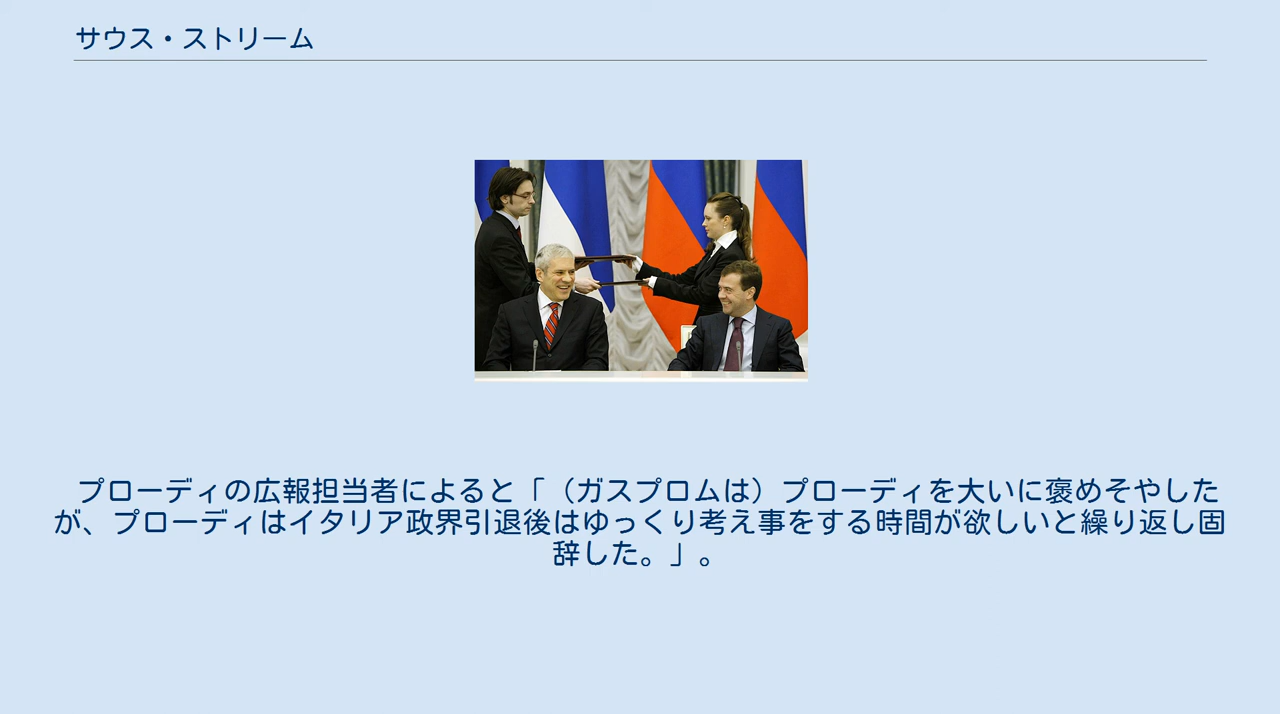 サウス・ストリーム
プローディの広報担当者によると「（ガスプロムは）プローディを大いに褒めそやした
が、プローディはイタリア政界引退後はゆっくり考え事をする時間が欲しいと繰り返し固
辞した。」。